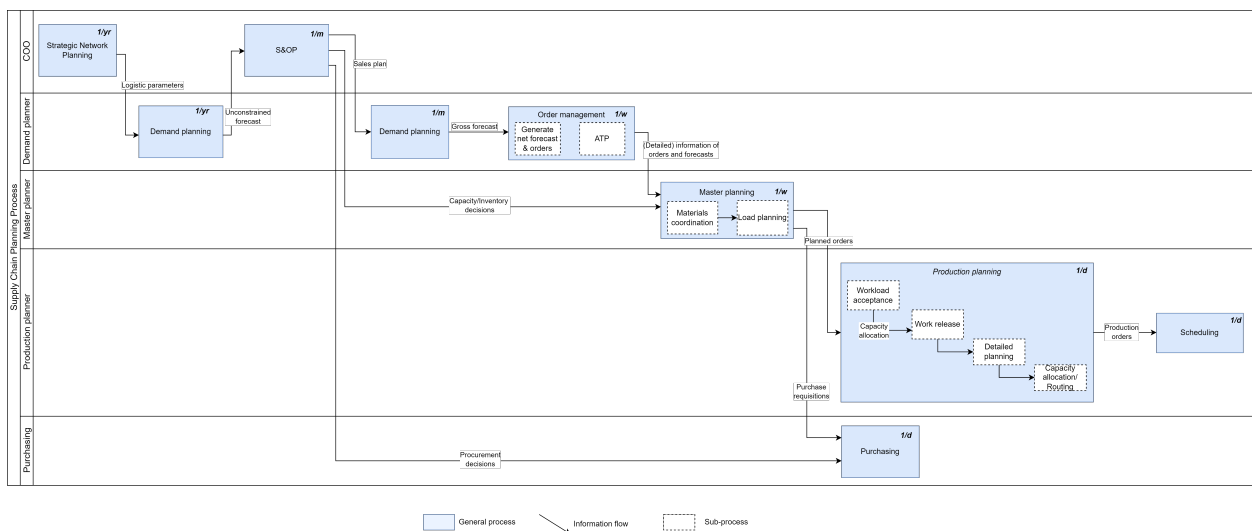 Supply Chain Planning Process
COO
1/yr
Strategic Network
Planning
Logistic parameters
1/m
S&OP
Sales plan
Demand planner
1/yr
Demand planning
Unconstrained
forecast
1/m
Demand planning
Gross forecast
Order management
1/w
Generate
net forecast
& orders
ATP
(Detailed) information of
orders and forecasts
Master planner
Capacity/Inventory
decisions
Master planning
1/w
Materials
coordination
Load planning
Planned orders
Production planner
Production planning
1/d
Workload
acceptance
Capacity
allocation
Work release
Detailed
planning
Capacity
allocation/
Routing
Production
orders
1/d
Scheduling
Purchase
requisitions
Purchasing
Procurement
decisions
1/d
Purchasing
General process
Information flow
Sub-process